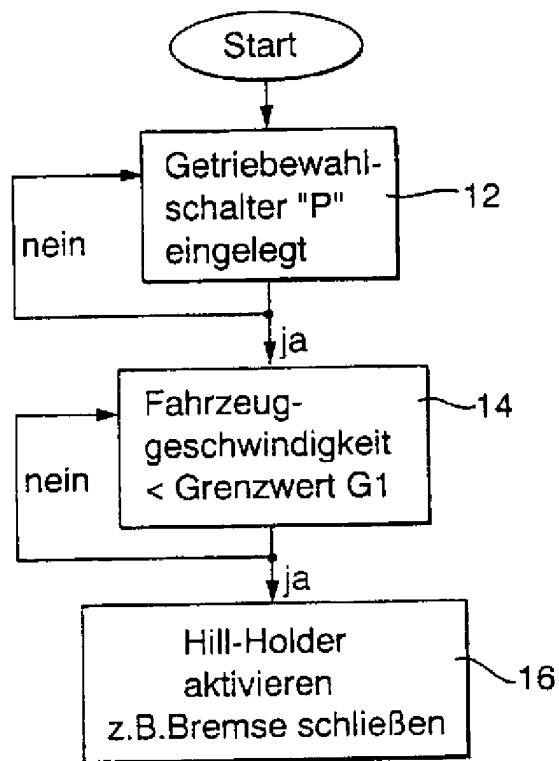 Start
Getriebewahl-
schalter "P"
eingelegt
12
nein
ja
Fahrzeug-
geschwindigkeit
< Grenzwert G1
14
nein
ja
Hill-Holder
aktivieren
z.B.Bremse schließen
16